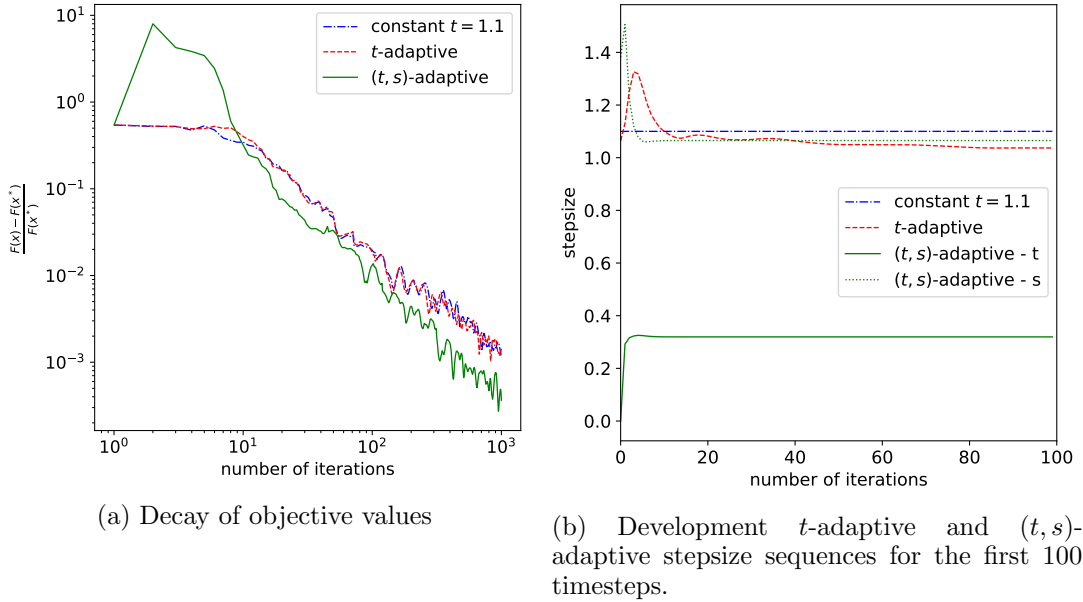 10^1
10^0
10^{-1}
10^{-2}
10^{-3}
F(x) − F(x^*)
F(x^*)
constant t = 1.1
t-adaptive
(t, s)-adaptive
10^0 10^1 10^2 10^3
number of iterations
(a) Decay of objective values
1.4
1.2
1.0
0.8
0.6
0.4
0.2
0.0
stepsize
constant t = 1.1
t-adaptive
(t, s)-adaptive - t
(t, s)-adaptive - s
0 20 40 60 80 100
number of iterations
(b) Development t-adaptive and (t, s)-
adaptive stepsize sequences for the first 100
timesteps.